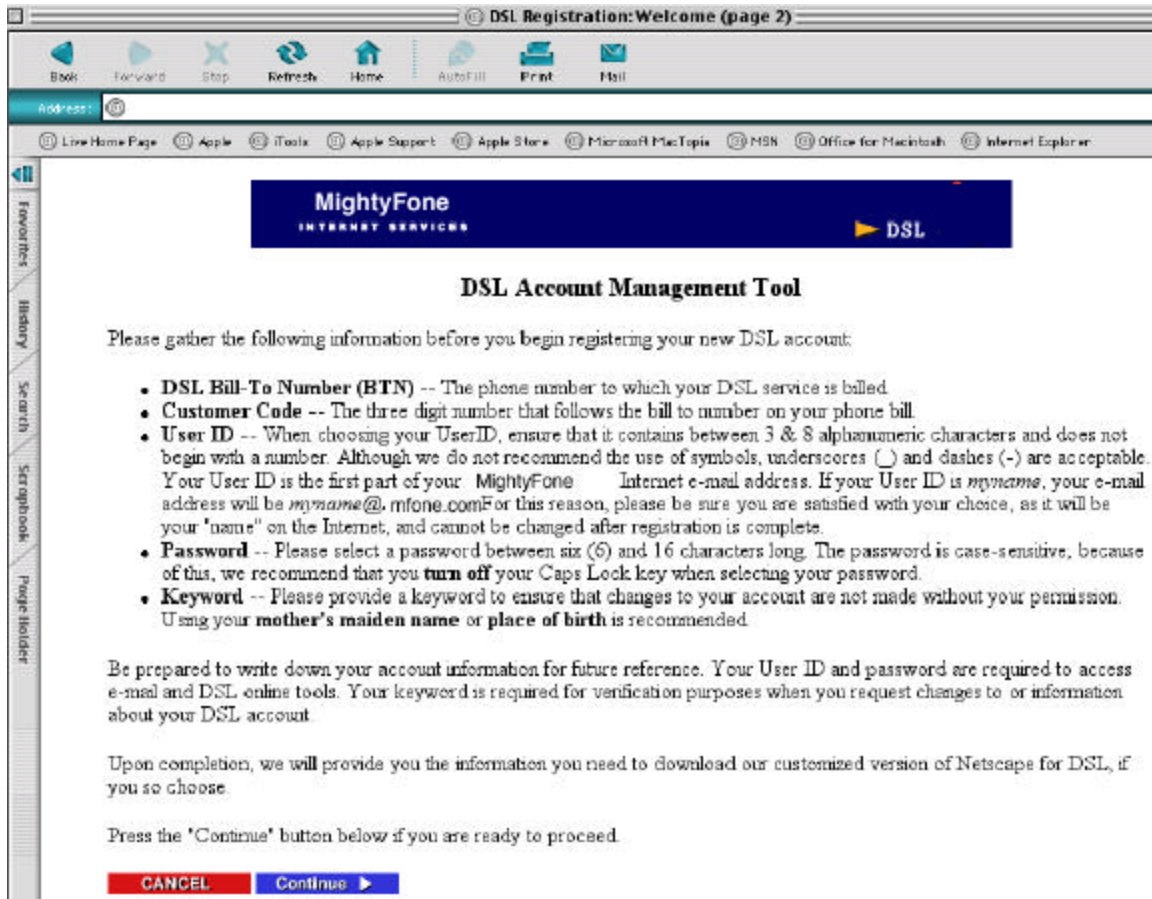 DSL Registration: Welcome (page 2)
Back Forward Stop Refresh Home AutoFill Print Mail
Address:
Live Home Page Apple iTools Apple Support Apple Store Microsoft MacTopia MSN Office for Macintosh Internet Explorer
Favorites
History
Search
Scrapbook
Page Holder
MightyFone
INTERNET SERVICES
DSL
DSL Account Management Tool
Please gather the following information before you begin registering your new DSL account:
• DSL Bill-To Number (BTN) -- The phone number to which your DSL service is billed.
• Customer Code -- The three digit number that follows the bill to number on your phone bill.
• User ID -- When choosing your UserID, ensure that it contains between 3 & 8 alphanumeric characters and does not
begin with a number. Although we do not recommend the use of symbols, underscores (_) and dashes (-) are acceptable.
Your User ID is the first part of your MightyFone Internet e-mail address. If your User ID is myname, your e-mail
address will be myname@. mfone.comFor this reason, please be sure you are satisfied with your choice, as it will be
your "name" on the Internet, and cannot be changed after registration is complete.
• Password -- Please select a password between six (6) and 16 characters long. The password is case-sensitive, because
of this, we recommend that you turn off your Caps Lock key when selecting your password.
• Keyword -- Please provide a keyword to ensure that changes to your account are not made without your permission.
Using your mother's maiden name or place of birth is recommended.
Be prepared to write down your account information for future reference. Your User ID and password are required to access
e-mail and DSL online tools. Your keyword is required for verification purposes when you request changes to or information
about your DSL account.
Upon completion, we will provide you the information you need to download our customized version of Netscape for DSL, if
you so choose.
Press the "Continue" button below if you are ready to proceed.
CANCEL Continue